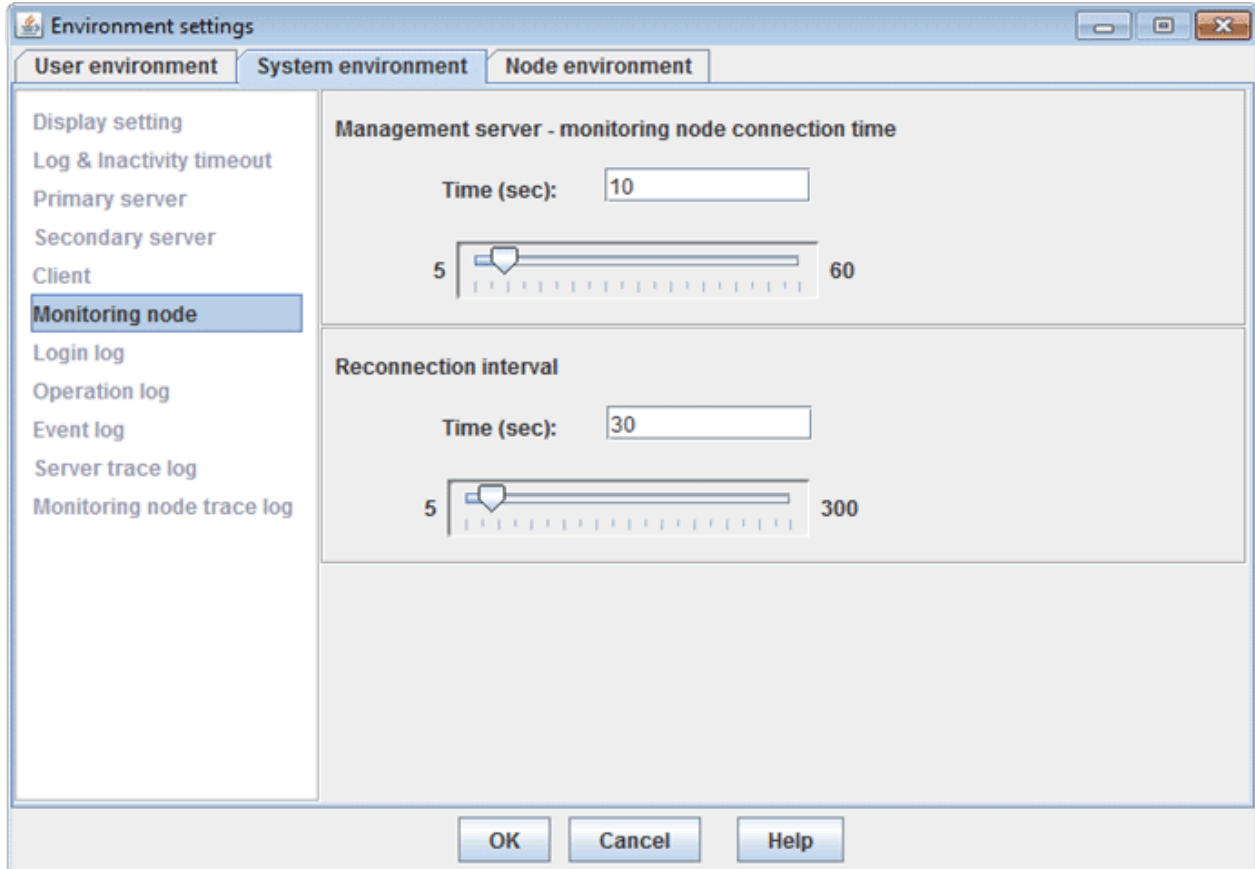 Environment settings
User environment System environment Node environment
Display setting
Log & Inactivity timeout
Primary server
Secondary server
Client
Monitoring node
Login log
Operation log
Event log
Server trace log
Monitoring node trace log
Management server - monitoring node connection time
Time (sec): 10
5 60
Reconnection interval
Time (sec): 30
5 300
OK Cancel Help